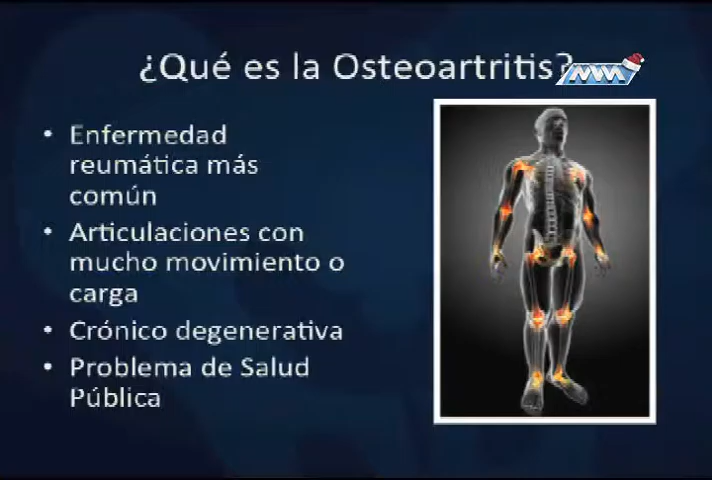 ¿Qué es la Osteoartritis?
• Enfermedad
reumática más
común
• Articulaciones con
mucho movimiento o
carga
• Crónico degenerativa
• Problema de Salud
Pública